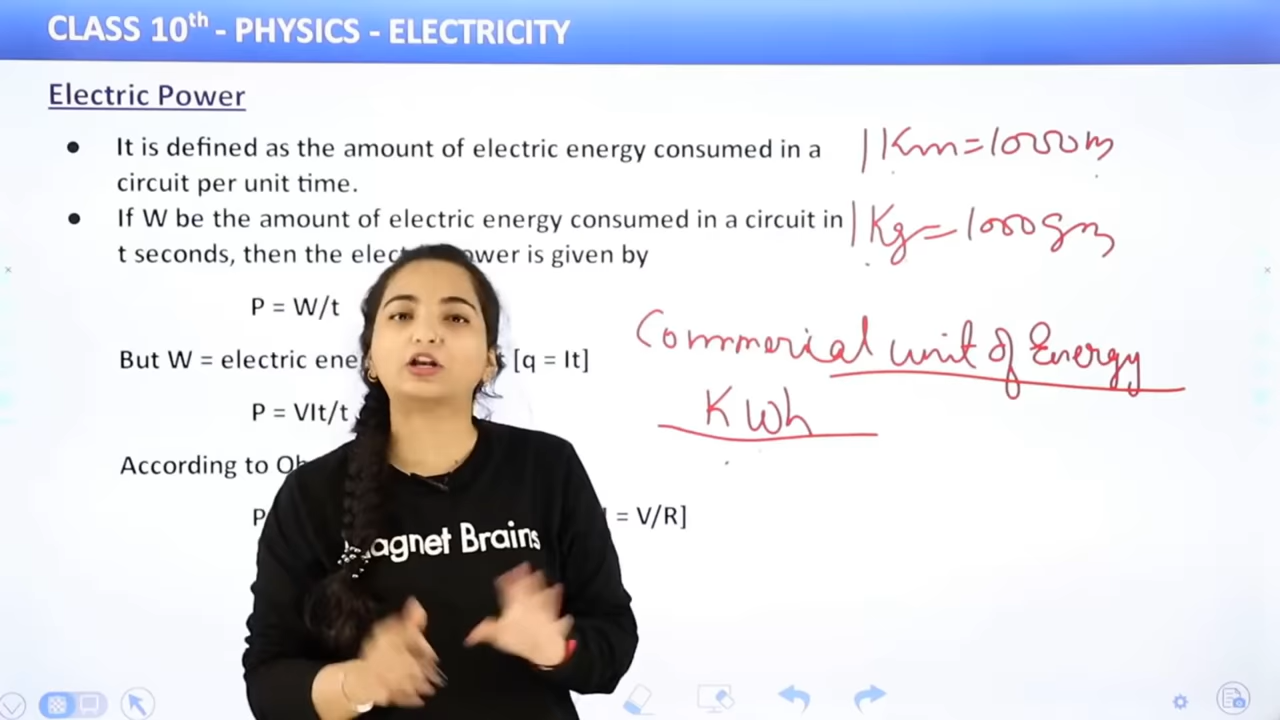 CLASS 10th - PHYSICS - ELECTRICITY
Electric Power
• It is defined as the amount of electric energy consumed in a
circuit per unit time.
• If W be the amount of electric energy consumed in a circuit in
t seconds, then the elec ower is given by
P = W/t
But W = electric ene [q = It]
P = VIt/t
According to
P = V/R]
1Km=1000m
1Kg=1000gm
Commerial unit of Energy
KWh
agnet Brains